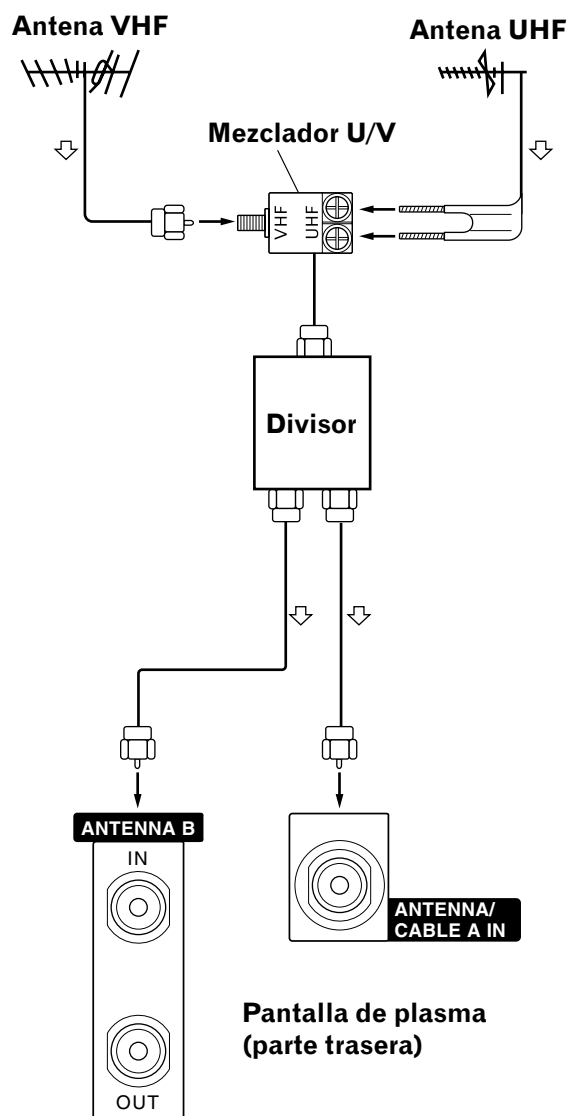 Antena VHF
Antena UHF
Mezclador U/V
VHF
UHF
Divisor
ANTENNA B
IN
OUT
ANTENNA/
CABLE A IN
Pantalla de plasma
(parte trasera)